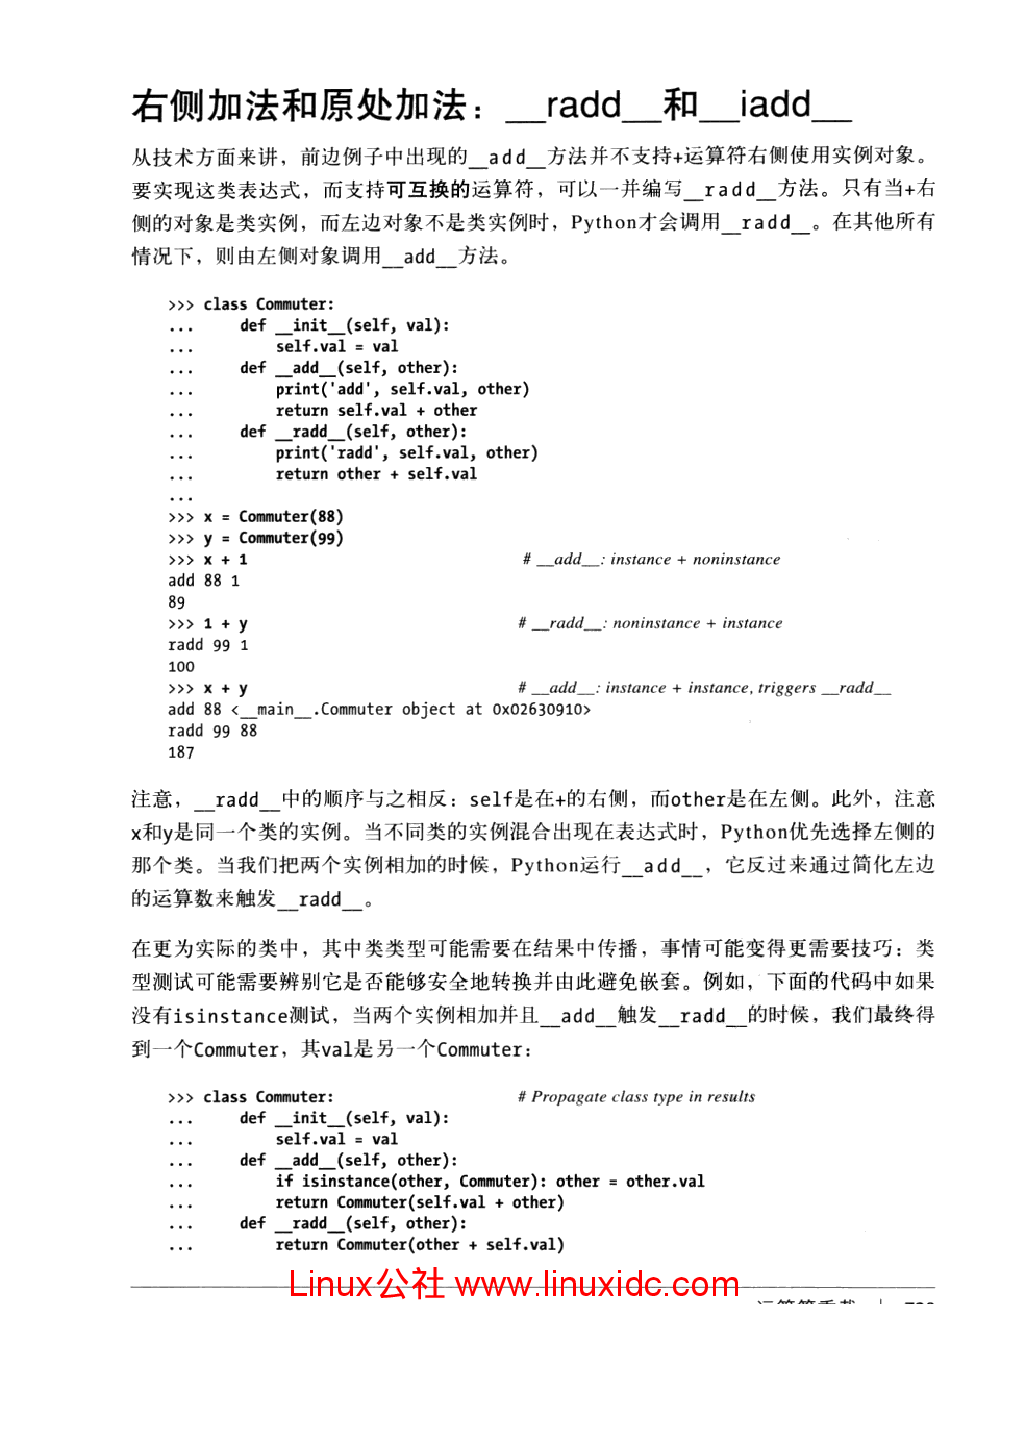 右侧加法和原处加法：__radd__和__iadd__
从技术方面来讲，前边例子中出现的__add__方法并不支持+运算符右侧使用实例对象。
要实现这类表达式，而支持可互换的运算符，可以一并编写__radd__方法。只有当+右
侧的对象是类实例，而左边对象不是类实例时，Python才会调用__radd__。在其他所有
情况下，则由左侧对象调用__add__方法。
>>> class Commuter:
...     def __init__(self, val):
...         self.val = val
...     def __add__(self, other):
...         print('add', self.val, other)
...         return self.val + other
...     def __radd__(self, other):
...         print('radd', self.val, other)
...         return other + self.val
...
>>> x = Commuter(88)
>>> y = Commuter(99)
>>> x + 1                # __add__: instance + noninstance
add 88 1
89
>>> 1 + y                # __radd__: noninstance + instance
radd 99 1
100
>>> x + y                # __add__: instance + instance, triggers __radd__
add 88 <__main__.Commuter object at 0x02630910>
radd 99 88
187
注意，__radd__中的顺序与之相反：self是在+的右侧，而other是在左侧。此外，注意
x和y是同一个类的实例。当不同类的实例混合出现在表达式时，Python优先选择左侧的
那个类。当我们把两个实例相加的时候，Python运行__add__，它反过来通过简化左边
的运算数来触发__radd__。
在更为实际的类中，其中类类型可能需要在结果中传播，事情可能变得更需要技巧：类
型测试可能需要辨别它是否能够安全地转换并由此避免嵌套。例如，下面的代码中如果
没有isinstance测试，当两个实例相加并且__add__触发__radd__的时候，我们最终得
到一个Commuter，其val是另一个Commuter：
>>> class Commuter:                # Propagate class type in results
...     def __init__(self, val):
...         self.val = val
...     def __add__(self, other):
...         if isinstance(other, Commuter): other = other.val
...         return Commuter(self.val + other)
...     def __radd__(self, other):
...         return Commuter(other + self.val)
Linux公社 www.linuxidc.com